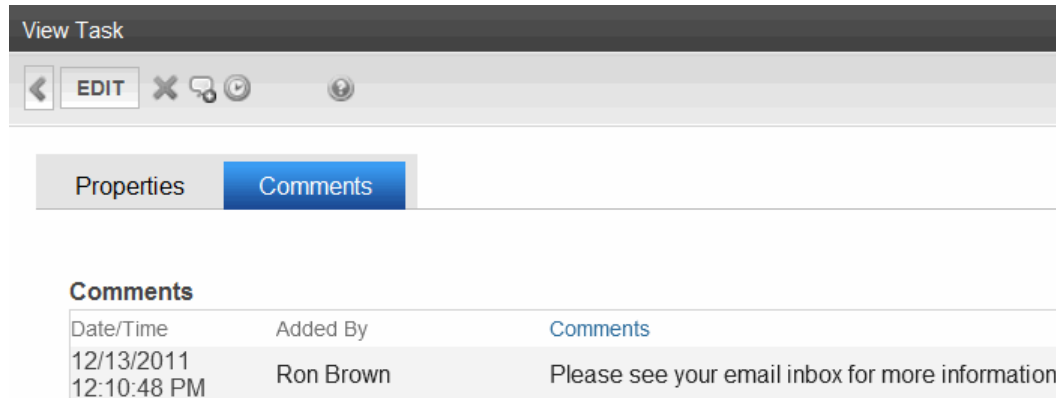 View Task
EDIT
Properties Comments
Comments
Date/Time Added By Comments
12/13/2011
12:10:48 PM Ron Brown Please see your email inbox for more information